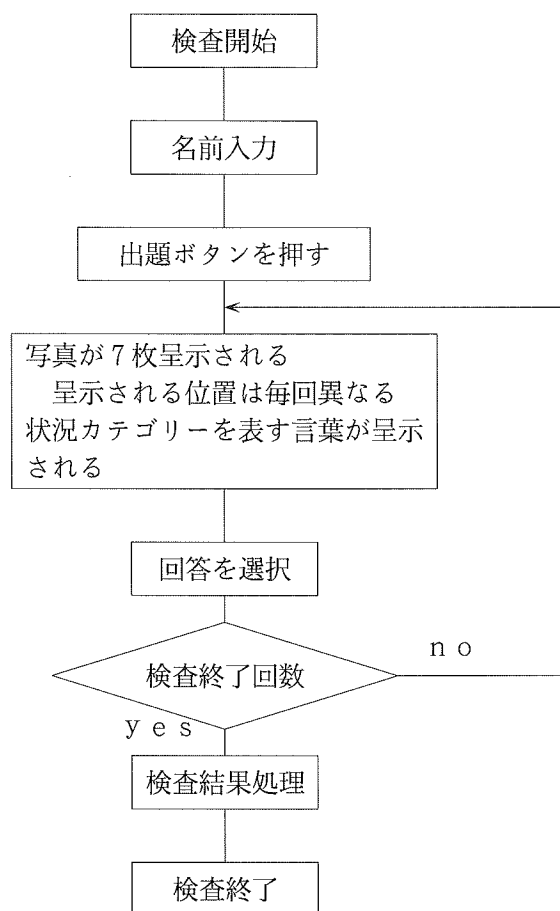 検査開始
名前入力
出題ボタンを押す
写真が７枚呈示される
　呈示される位置は毎回異なる
状況カテゴリーを表す言葉が呈示
される
回答を選択
検査終了回数
ｎｏ
ｙｅｓ
検査結果処理
検査終了